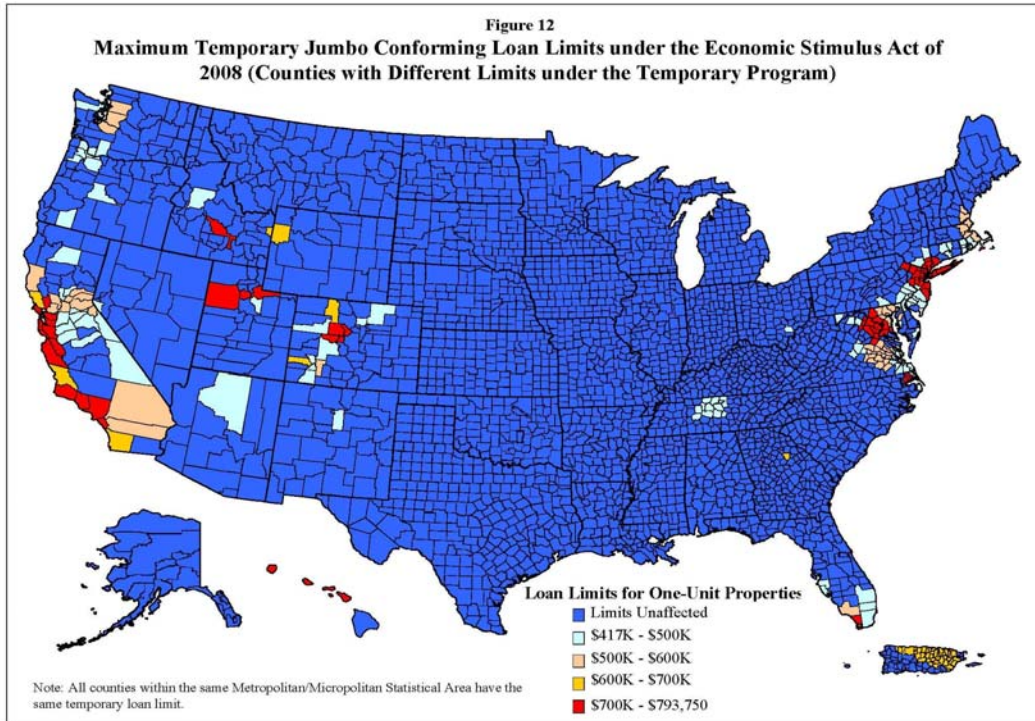 Figure 12
Maximum Temporary Jumbo Conforming Loan Limits under the Economic Stimulus Act of
2008 (Counties with Different Limits under the Temporary Program)
Loan Limits for One-Unit Properties
Limits Unaffected
$417K - $500K
$500K - $600K
$600K - $700K
$700K - $793,750
Note: All counties within the same Metropolitan/Micropolitan Statistical Area have the
same temporary loan limit.